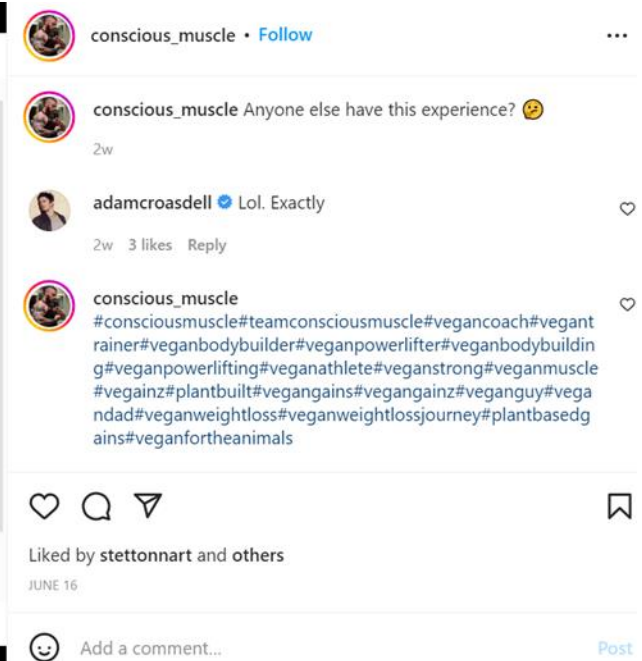 conscious_muscle • Follow
conscious_muscle Anyone else have this experience? 🤔
2w
adamcroasdell Lol. Exactly
2w 3 likes Reply
conscious_muscle
#consciousmuscle#teamconsciousmuscle#vegancoach#vegant
rainer#veganbodybuilder#veganpowerlifter#veganbodybuildin
g#veganpowerlifting#veganathlete#veganstrong#veganmuscle
#vegainz#plantbuilt#vegangains#vegangainz#veganguy#vega
ndad#veganweightloss#veganweightlossjourney#plantbasedg
ains#veganfortheanimals
Liked by stettonnart and others
JUNE 16
Add a comment...
Post